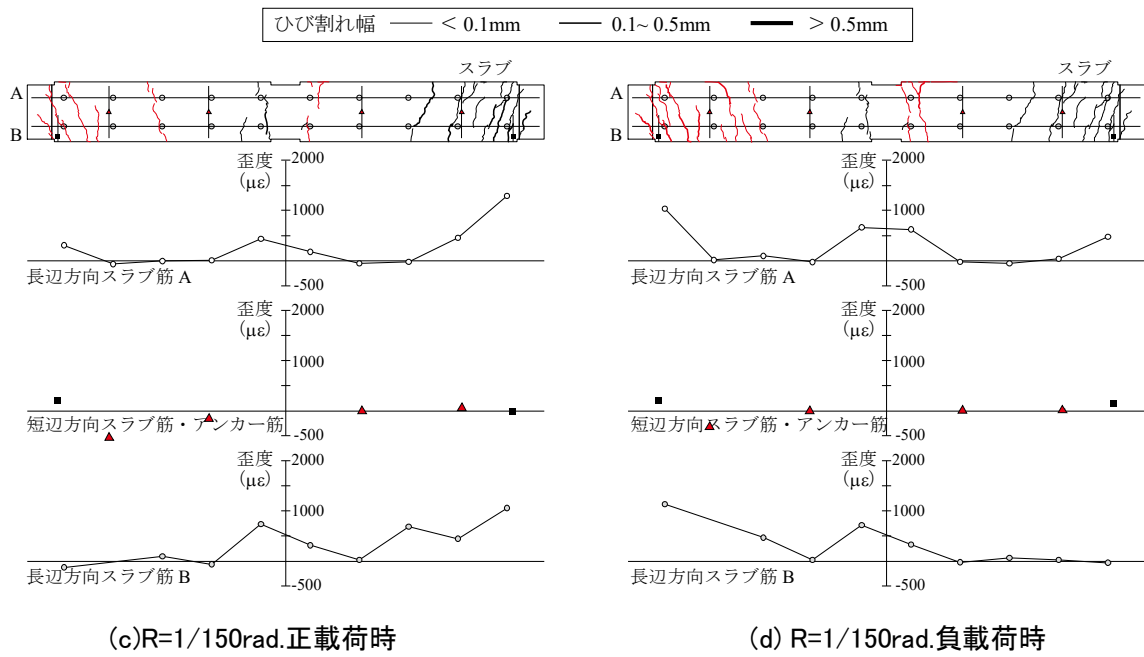 ひび割れ幅 < 0.1mm 0.1~ 0.5mm > 0.5mm
スラブ
A
B
歪度
(με)
2000
1000
-500
長辺方向スラブ筋 A
歪度
(με)
2000
1000
-500
短辺方向スラブ筋・アンカー筋
歪度
(με)
2000
1000
-500
長辺方向スラブ筋 B
(c)R=1/150rad.正載荷時
スラブ
A
B
歪度
(με)
2000
1000
-500
長辺方向スラブ筋 A
歪度
(με)
2000
1000
-500
短辺方向スラブ筋・アンカー筋
歪度
(με)
2000
1000
-500
長辺方向スラブ筋 B
(d) R=1/150rad.負載荷時